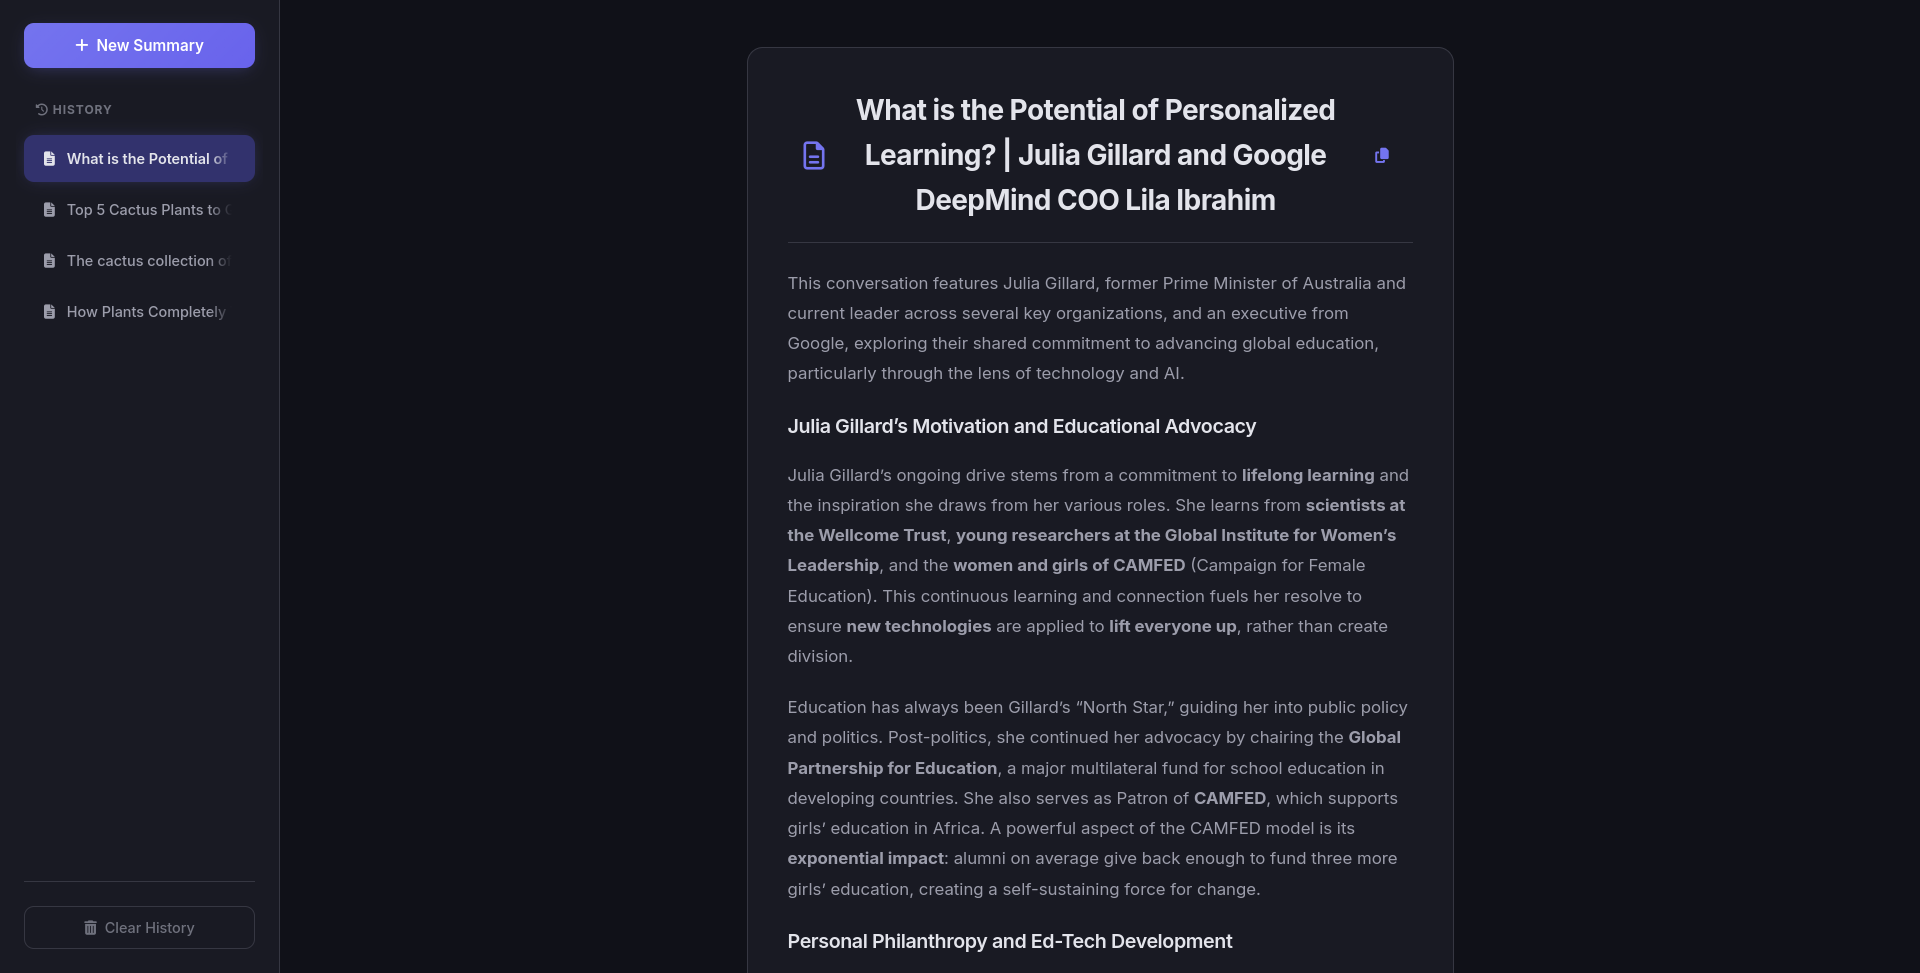 New Summary
HISTORY
What is the Potential of
Top 5 Cactus Plants to
The cactus collection of
How Plants Completely
Clear History
What is the Potential of Personalized
Learning? | Julia Gillard and Google
DeepMind COO Lila Ibrahim
This conversation features Julia Gillard, former Prime Minister of Australia and
current leader across several key organizations, and an executive from
Google, exploring their shared commitment to advancing global education,
particularly through the lens of technology and AI.
Julia Gillard’s Motivation and Educational Advocacy
Julia Gillard’s ongoing drive stems from a commitment to lifelong learning and
the inspiration she draws from her various roles. She learns from scientists at
the Wellcome Trust, young researchers at the Global Institute for Women’s
Leadership, and the women and girls of CAMFED (Campaign for Female
Education). This continuous learning and connection fuels her resolve to
ensure new technologies are applied to lift everyone up, rather than create
division.
Education has always been Gillard’s “North Star,” guiding her into public policy
and politics. Post-politics, she continued her advocacy by chairing the Global
Partnership for Education, a major multilateral fund for school education in
developing countries. She also serves as Patron of CAMFED, which supports
girls’ education in Africa. A powerful aspect of the CAMFED model is its
exponential impact: alumni on average give back enough to fund three more
girls’ education, creating a self-sustaining force for change.
Personal Philanthropy and Ed-Tech Development